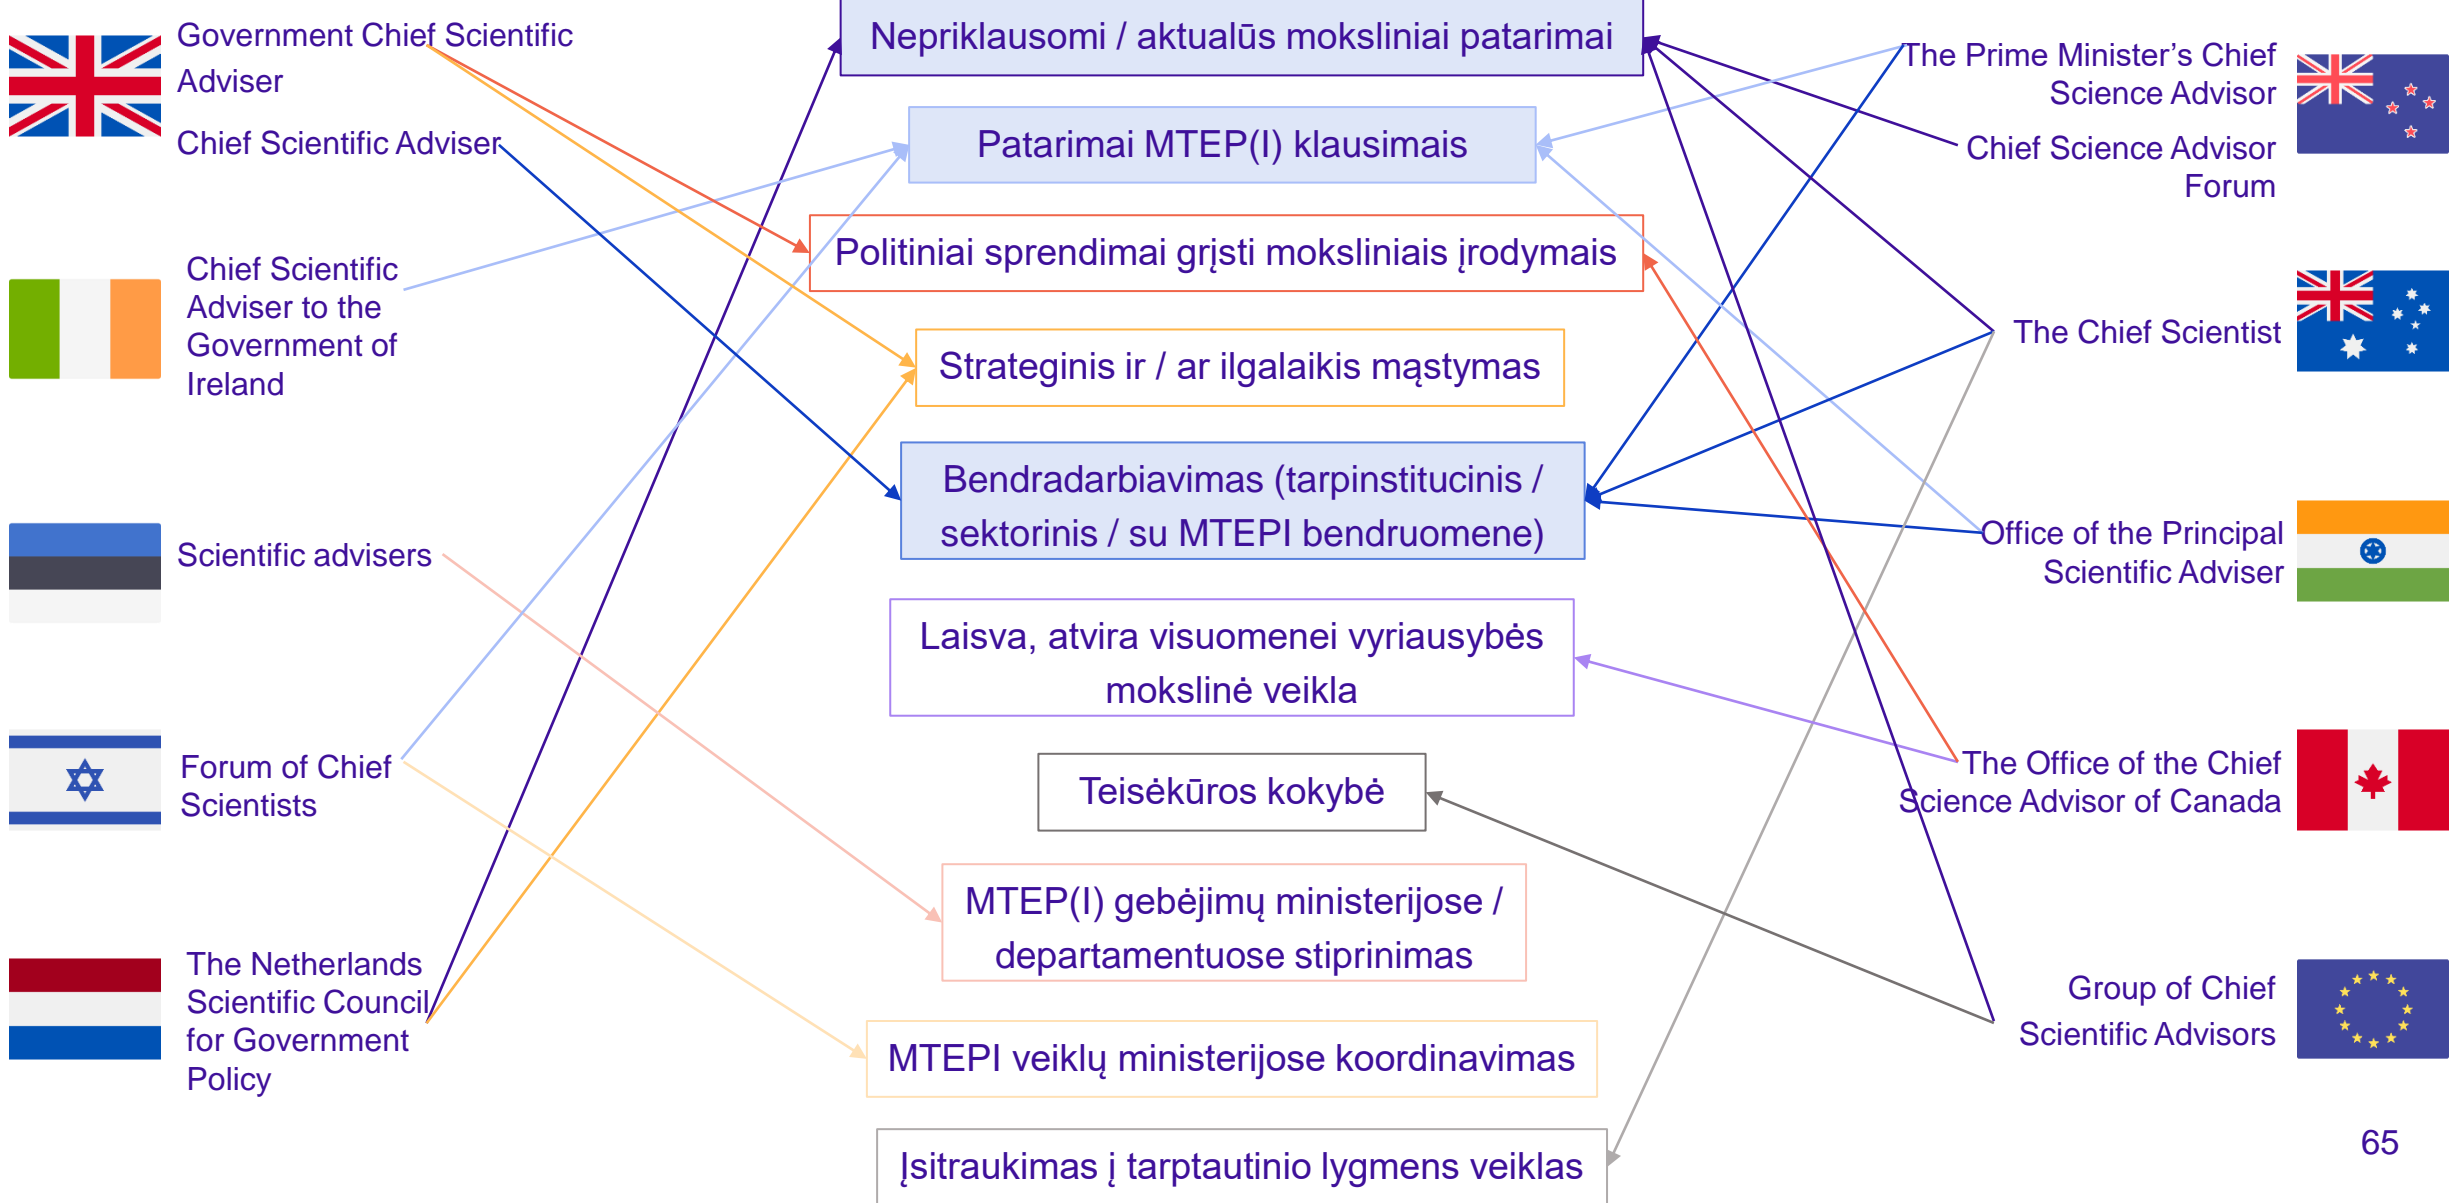 Government Chief Scientific
Adviser
Chief Scientific Adviser
Chief Scientific
Adviser to the
Government of
Ireland
Scientific advisers
Forum of Chief
Scientists
The Netherlands
Scientific Council
for Government
Policy
Nepriklausomi / aktualūs moksliniai patarimai
Patarimai MTEP(I) klausimais
Politiniai sprendimai grįsti moksliniais įrodymais
Strateginis ir / ar ilgalaikis mąstymas
Bendradarbiavimas (tarpinstitucinis /
sektorinis / su MTEPI bendruomene)
Laisva, atvira visuomenei vyriausybės
mokslinė veikla
Teisėkūros kokybė
MTEP(I) gebėjimų ministerijose /
departamentuose stiprinimas
MTEPI veiklų ministerijose koordinavimas
Įsitraukimas į tarptautinio lygmens veiklas
The Prime Minister’s Chief
Science Advisor
Chief Science Advisor
Forum
The Chief Scientist
Office of the Principal
Scientific Adviser
The Office of the Chief
Science Advisor of Canada
Group of Chief
Scientific Advisors
65